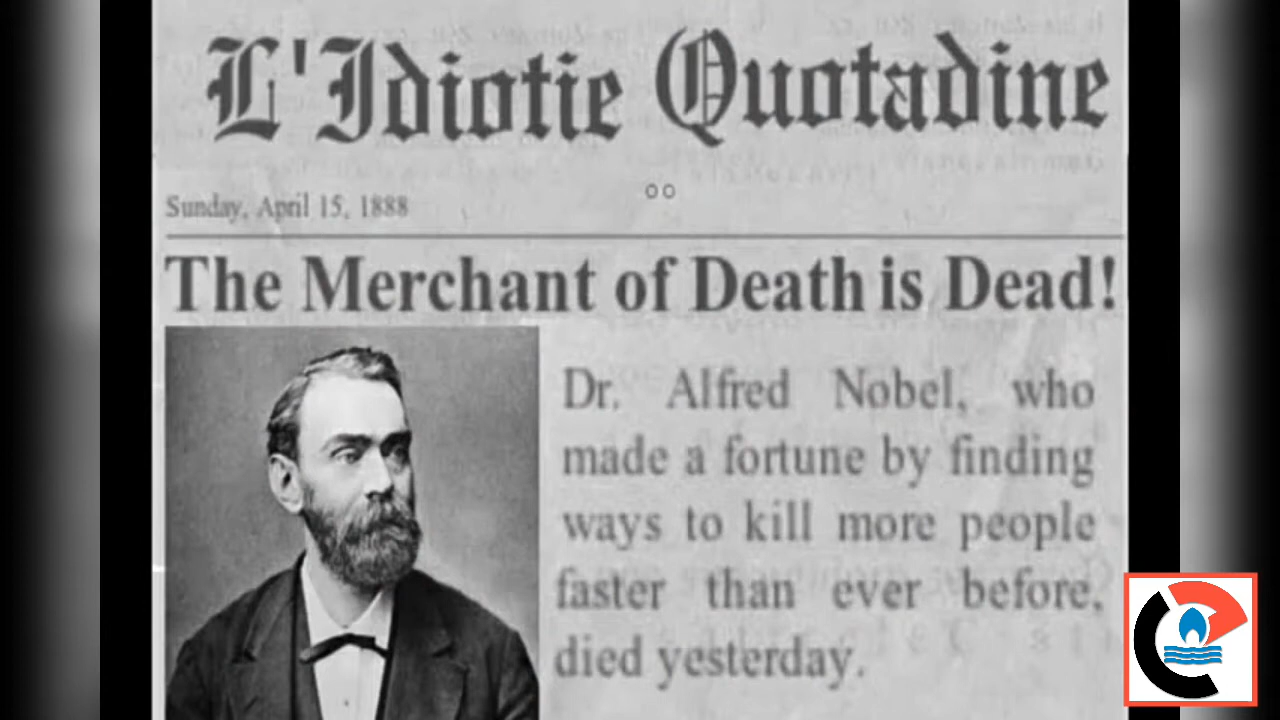 L'Idiotie Quotadine
Sunday, April 15, 1888
The Merchant of Death is Dead!
Dr. Alfred Nobel, who
made a fortune by finding
ways to kill more people
faster than ever before,
died yesterday.